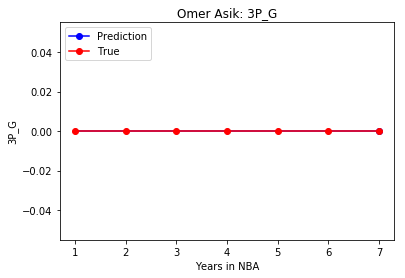 Omer Asik: 3P_G
Prediction
True
0.04
0.02
0.00
−0.02
−0.04
3P_G
1 2 3 4 5 6 7
Years in NBA